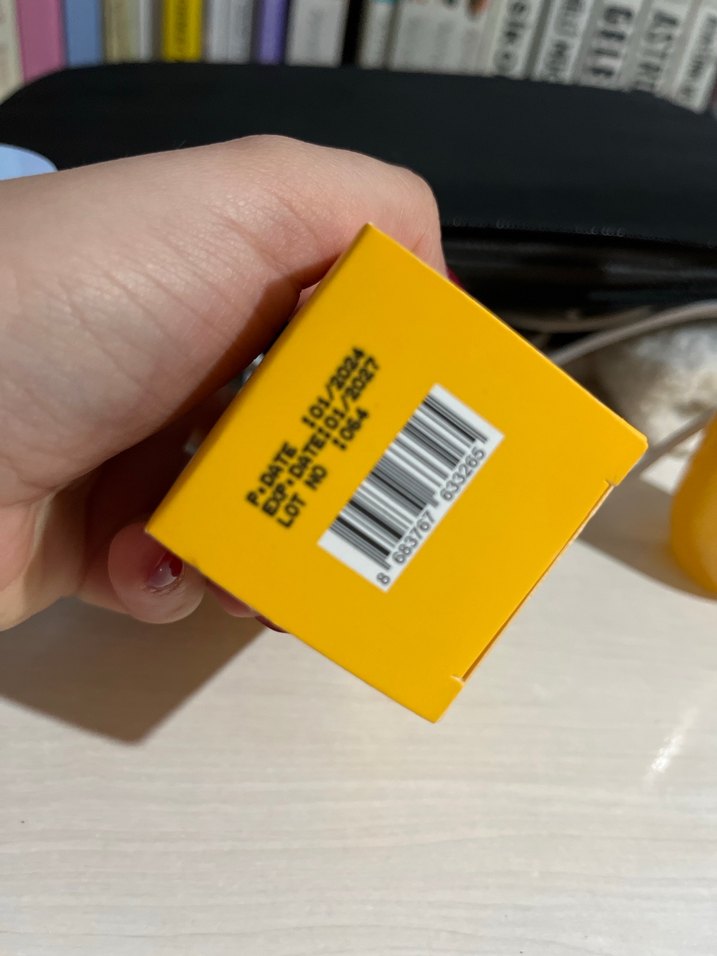 P.DATE :01/2024
EXP.DATE:01/2027
LOT NO :064
8 683767 633265